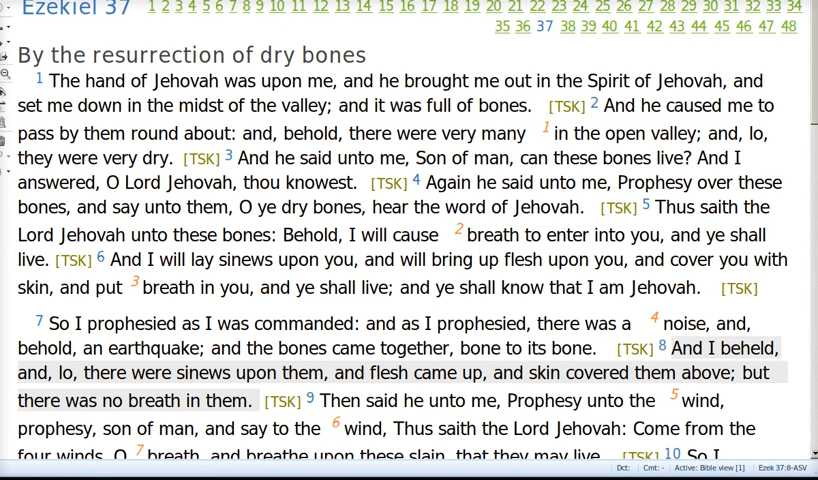 Ezekiel 37 1 2 3 4 5 6 7 8 9 10 11 12 13 14 15 16 17 18 19 20 21 22 23 24 25 26 27 28 29 30 31 32 33 34
35 36 37 38 39 40 41 42 43 44 45 46 47 48
By the resurrection of dry bones
1 The hand of Jehovah was upon me, and he brought me out in the Spirit of Jehovah, and
set me down in the midst of the valley; and it was full of bones. [TSK] 2 And he caused me to
pass by them round about: and, behold, there were very many 1 in the open valley; and, lo,
they were very dry. [TSK] 3 And he said unto me, Son of man, can these bones live? And I
answered, O Lord Jehovah, thou knowest. [TSK] 4 Again he said unto me, Prophesy over these
bones, and say unto them, O ye dry bones, hear the word of Jehovah. [TSK] 5 Thus saith the
Lord Jehovah unto these bones: Behold, I will cause 2 breath to enter into you, and ye shall
live. [TSK] 6 And I will lay sinews upon you, and will bring up flesh upon you, and cover you with
skin, and put 3 breath in you, and ye shall live; and ye shall know that I am Jehovah. [TSK]
7 So I prophesied as I was commanded: and as I prophesied, there was a 4 noise, and,
behold, an earthquake; and the bones came together, bone to its bone. [TSK] 8 And I beheld,
and, lo, there were sinews upon them, and flesh came up, and skin covered them above; but
there was no breath in them. [TSK] 9 Then said he unto me, Prophesy unto the 5 wind,
prophesy, son of man, and say to the 6 wind, Thus saith the Lord Jehovah: Come from the
four winds, O 7 breath, and breathe upon these slain, that they may live. [TSK] 10 So I
Dct: Cmt: - Active: Bible view [1] Ezek 37:8-ASV